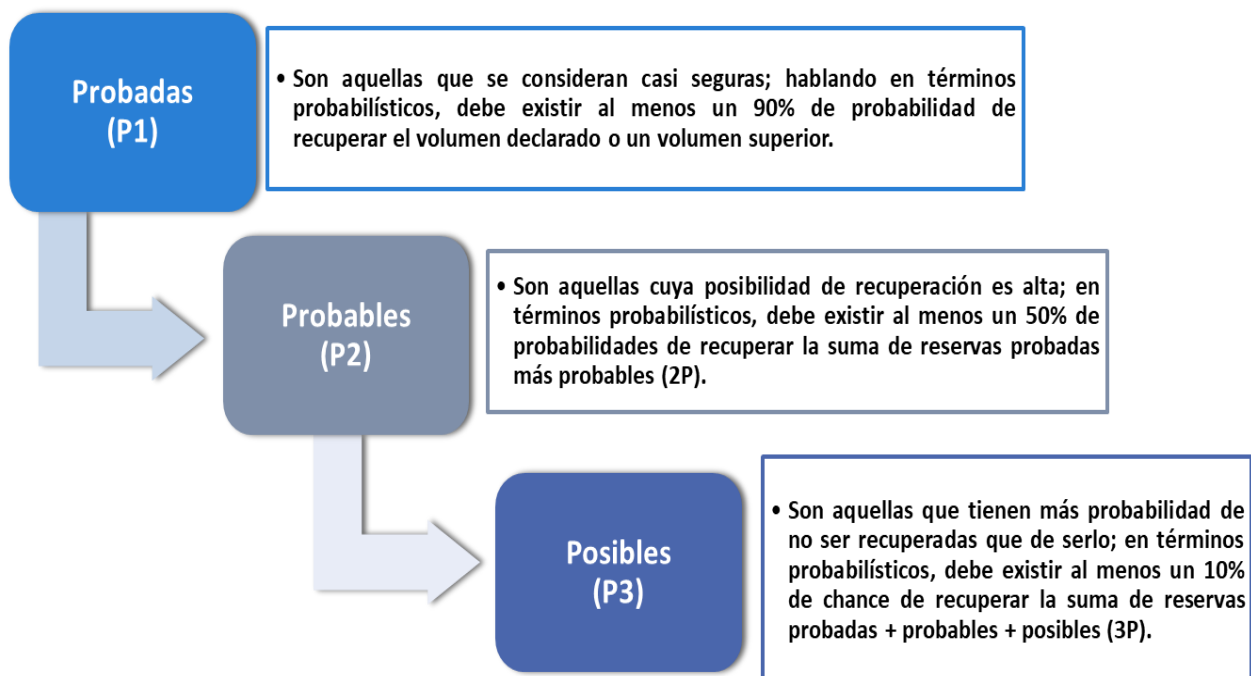 Probadas
(P1)
• Son aquellas que se consideran casi seguras; hablando en términos
probabilísticos, debe existir al menos un 90% de probabilidad de
recuperar el volumen declarado o un volumen superior.
Probables
(P2)
• Son aquellas cuya posibilidad de recuperación es alta; en
términos probabilísticos, debe existir al menos un 50% de
probabilidades de recuperar la suma de reservas probadas
más probables (2P).
Posibles
(P3)
• Son aquellas que tienen más probabilidad de
no ser recuperadas que de serlo; en términos
probabilísticos, debe existir al menos un 10%
de chance de recuperar la suma de reservas
probadas + probables + posibles (3P).